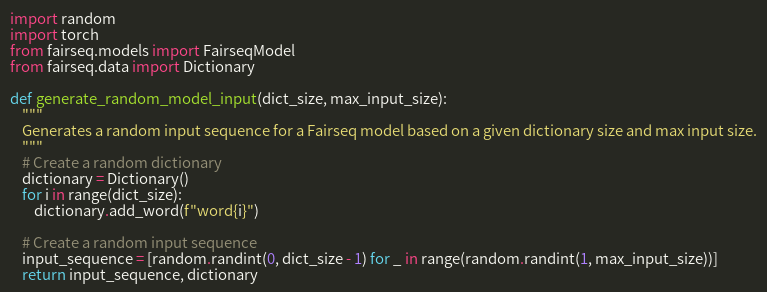 import random
import torch
from fairseq.models import FairseqModel
from fairseq.data import Dictionary

def generate_random_model_input(dict_size, max_input_size):
    """
    Generates a random input sequence for a Fairseq model based on a given dictionary size and max input size.
    """
    # Create a random dictionary
    dictionary = Dictionary()
    for i in range(dict_size):
        dictionary.add_word(f"word{i}")

    # Create a random input sequence
    input_sequence = [random.randint(0, dict_size - 1) for _ in range(random.randint(1, max_input_size))]
    return input_sequence, dictionary